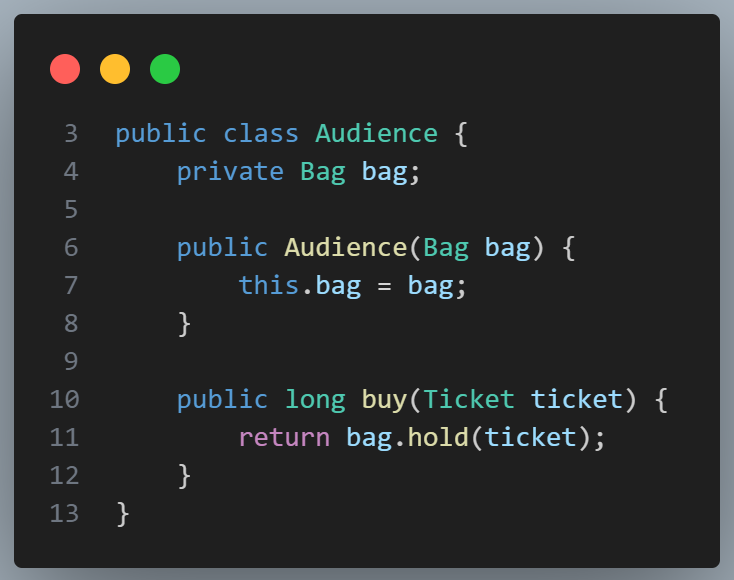 3 public class Audience {
4     private Bag bag;
5
6     public Audience(Bag bag) {
7         this.bag = bag;
8     }
9
10     public long buy(Ticket ticket) {
11         return bag.hold(ticket);
12     }
13 }